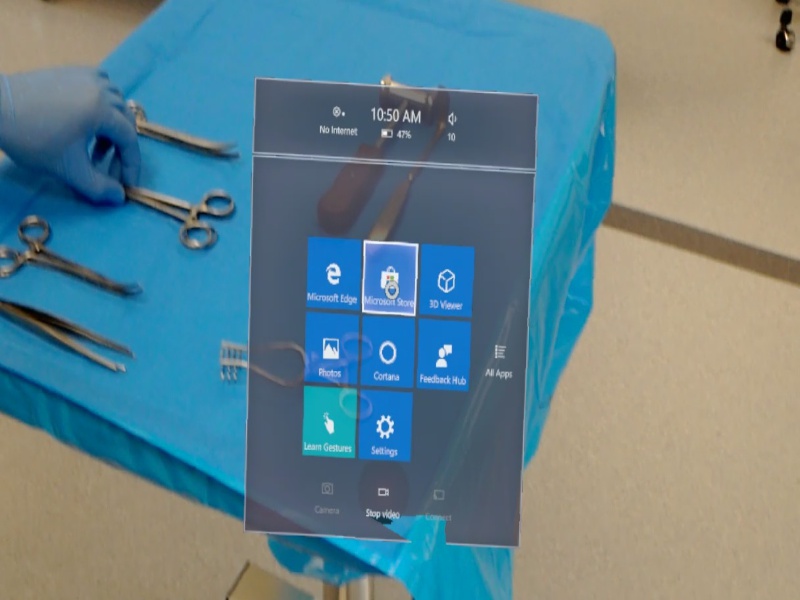 10:50 AM
No Internet
47%
10
Microsoft Edge
Microsoft Store
3D Viewer
Photos
Cortana
Feedback Hub
All Apps
Learn Gestures
Settings
Camera
Stop video
Connect